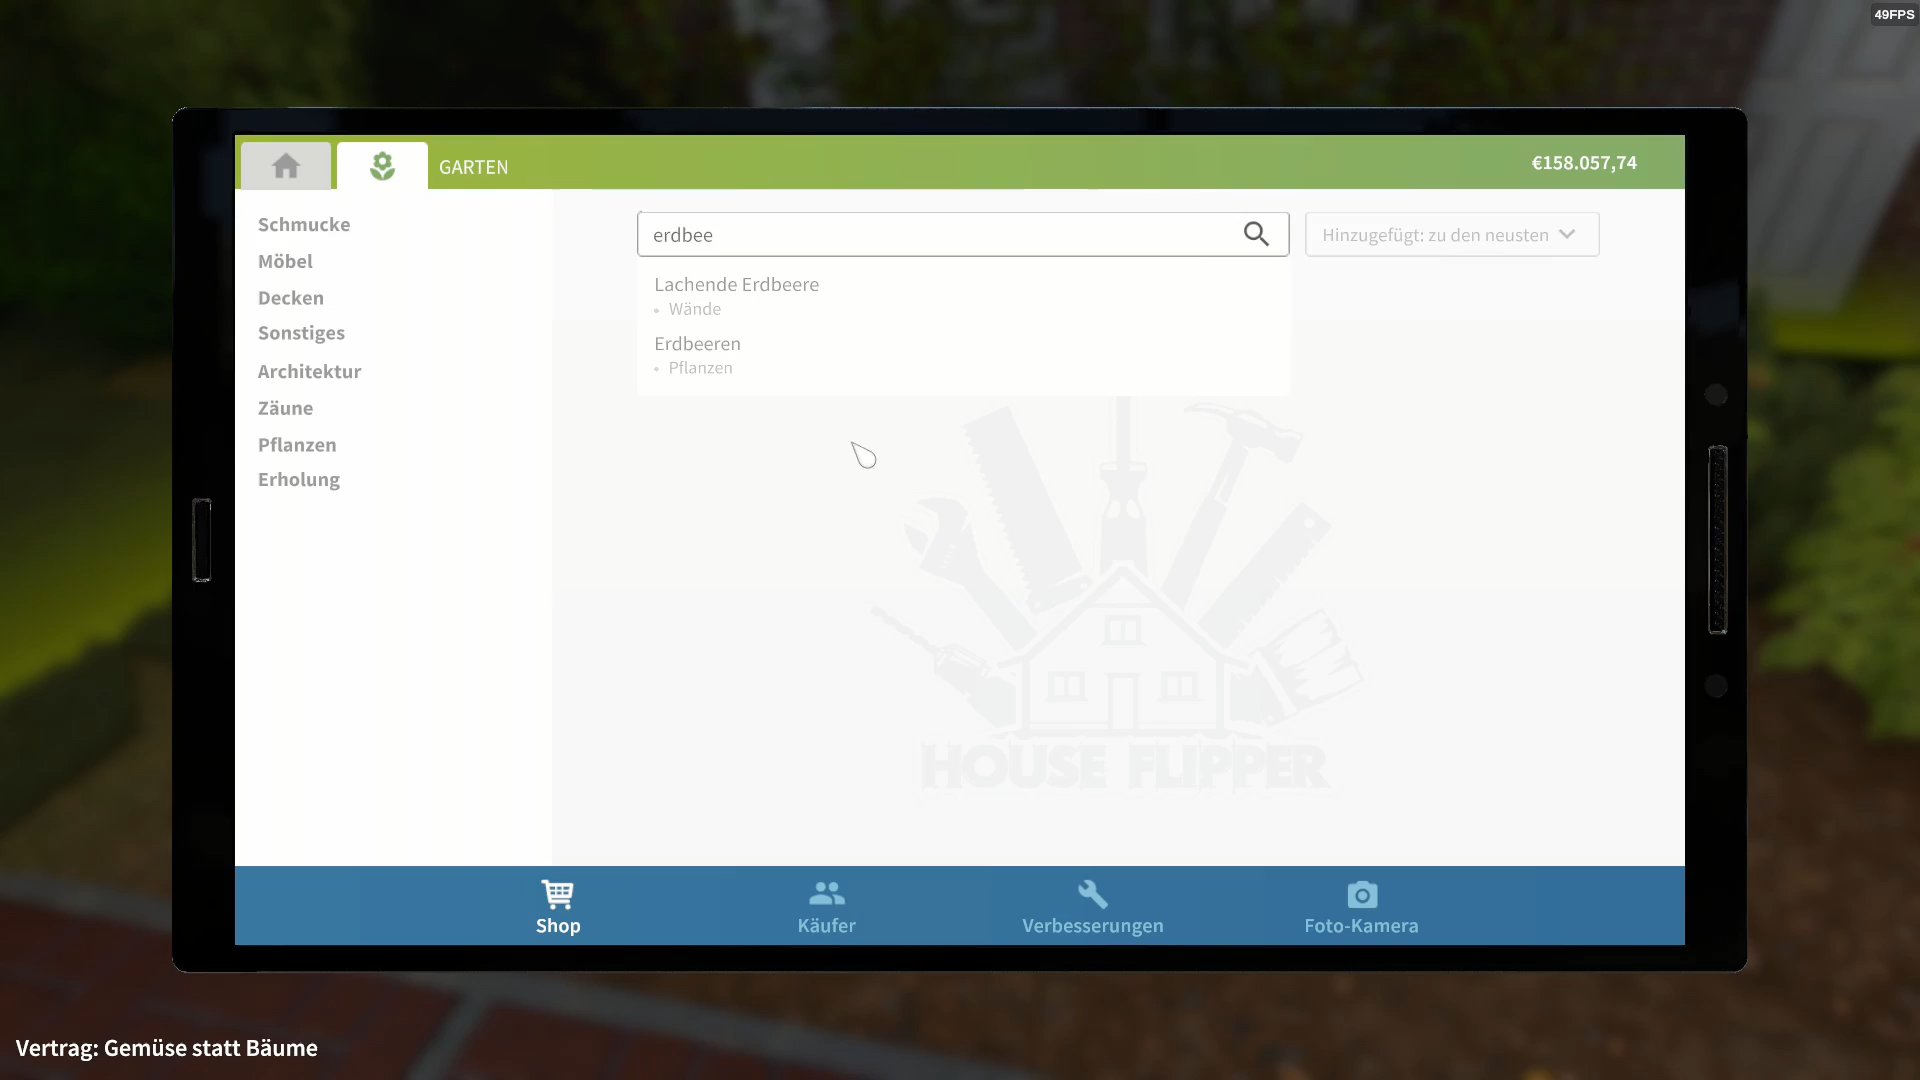 49FPS
GARTEN
€158.057,74
Schmucke
Möbel
Decken
Sonstiges
Architektur
Zäune
Pflanzen
Erholung
erdbee
Hinzugefügt: zu den neusten
Lachende Erdbeere
• Wände
Erdbeeren
• Pflanzen
HOUSE FLIPPER
Shop
Käufer
Verbesserungen
Foto-Kamera
Vertrag: Gemüse statt Bäume